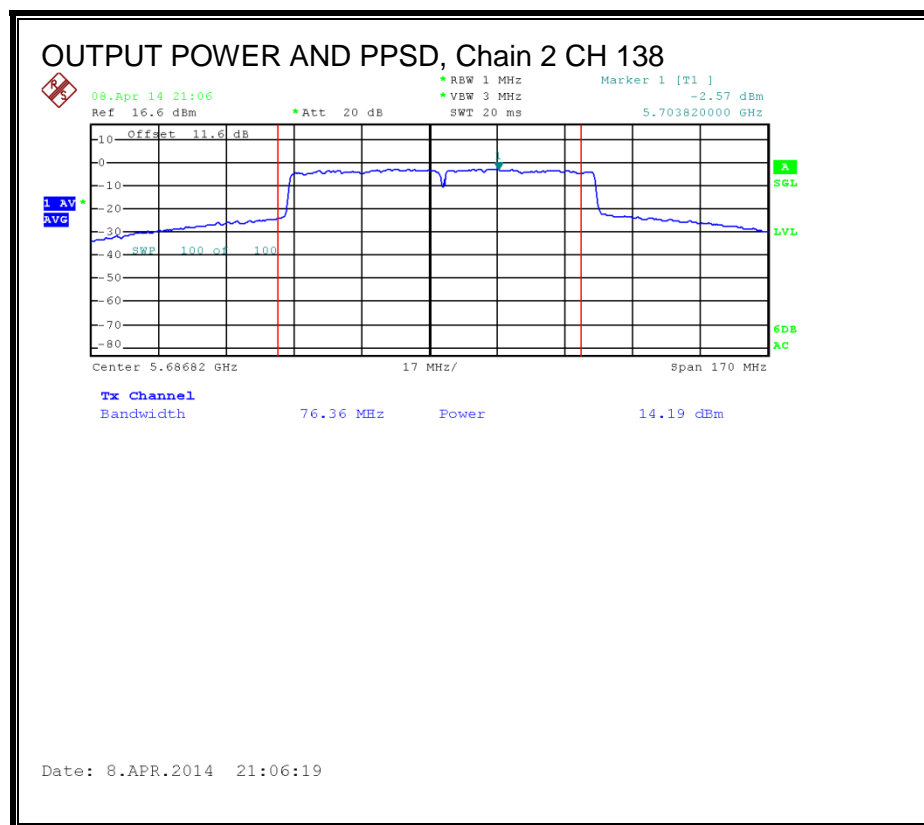 OUTPUT POWER AND PPSD, Chain 2 CH 138
R S
08.Apr 14 21:06
* RBW 1 MHz
Marker 1 [T1 ]
* VBW 3 MHz
-2.57 dBm
Ref 16.6 dBm
* Att 20 dB
SWT 20 ms
5.703820000 GHz
Offset 11.6 dB
-10
-0
1
A
--10
SGL
1 AV *
AVG
--20
--30
LVL
SWP 100 of 100
--40
--50
--60
--70
6DB
--80
AC
Center 5.68682 GHz
17 MHz/
Span 170 MHz
Tx Channel
Bandwidth 76.36 MHz Power 14.19 dBm
Date: 8.APR.2014 21:06:19